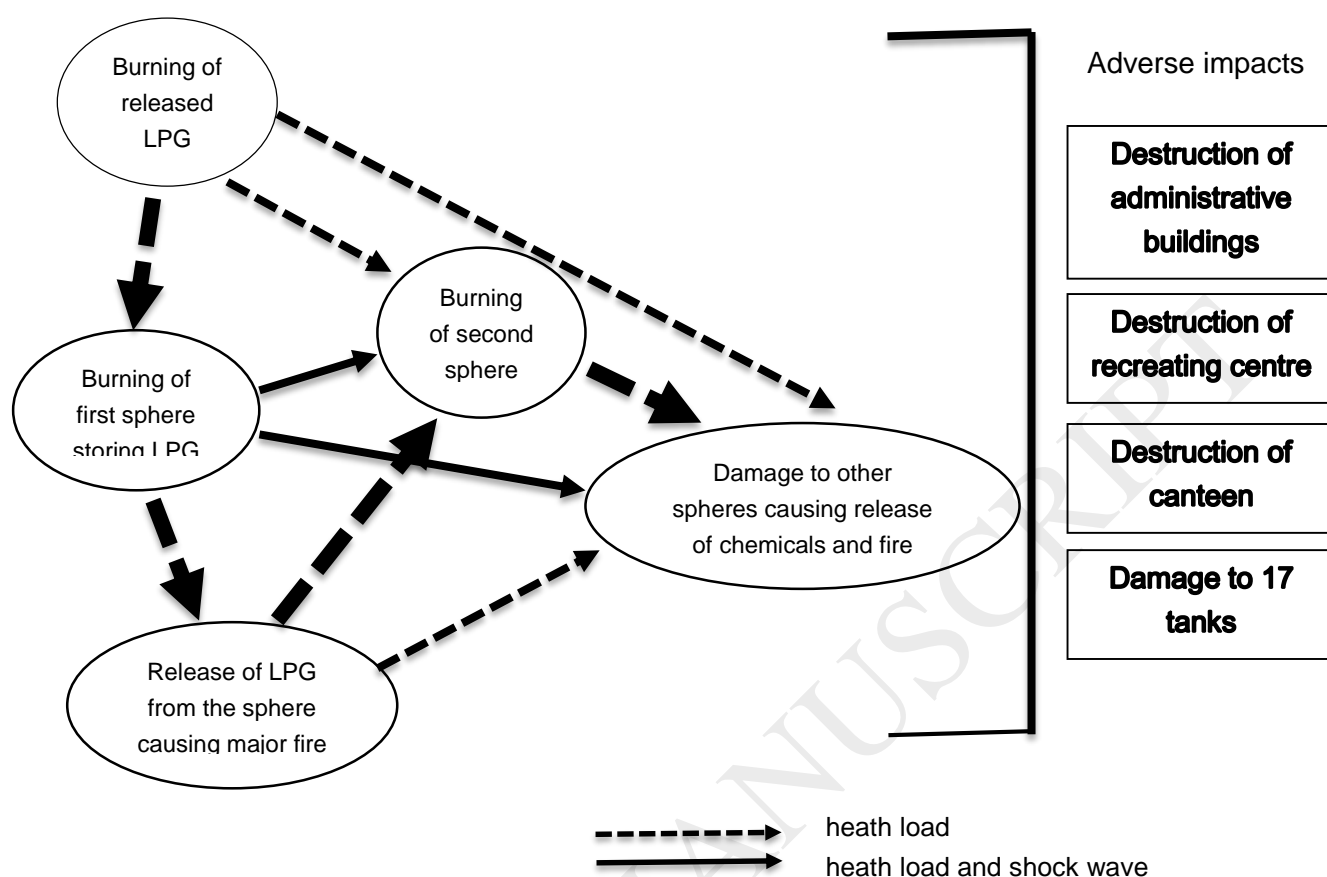 Burning of
released
LPG
Adverse impacts
Destruction of
administrative
buildings
Burning
of second
sphere
Destruction of
recreating centre
Burning of
first sphere
storing LPG
Destruction of
canteen
Damage to other
spheres causing release
of chemicals and fire
Damage to 17
tanks
Release of LPG
from the sphere
causing major fire
heath load
heath load and shock wave
ANUSCRIPT